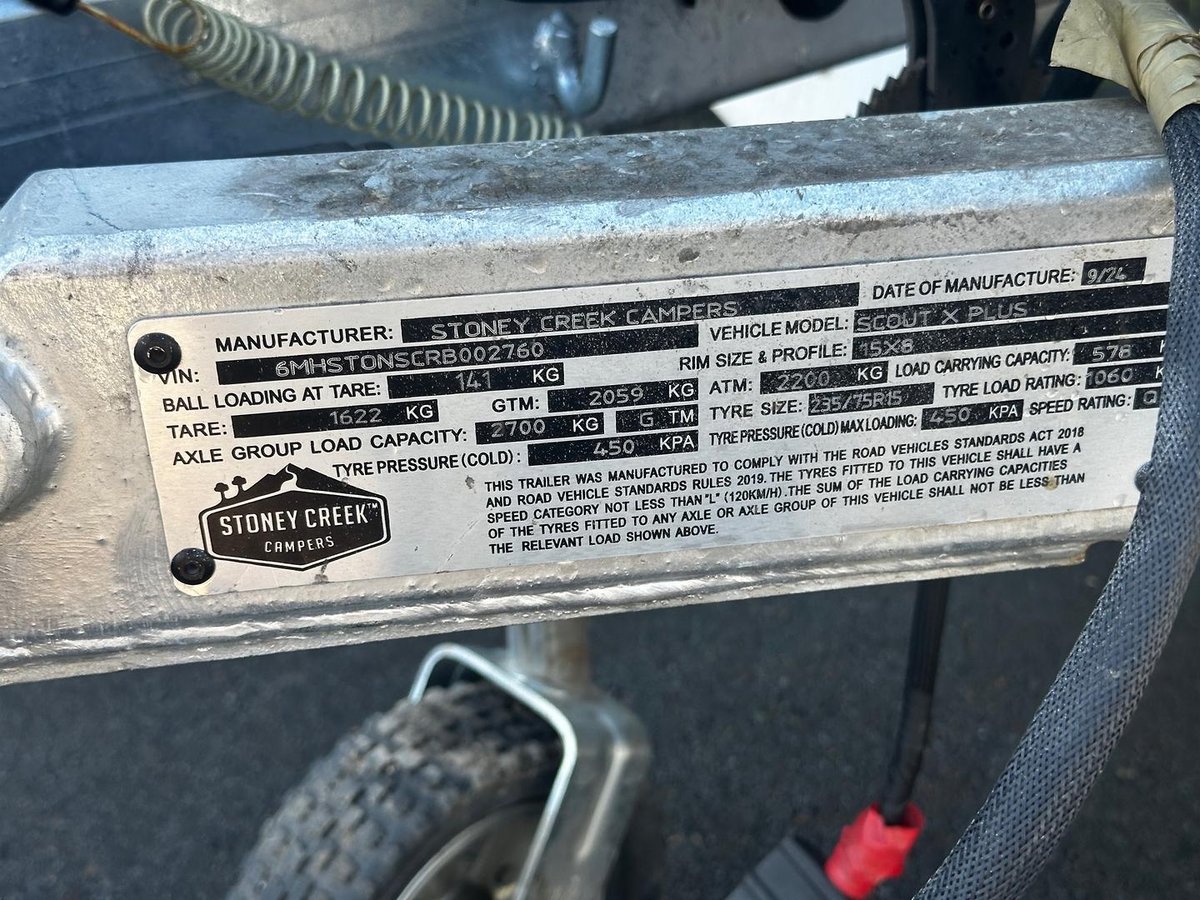 MANUFACTURER: STONEY CREEK CAMPERS DATE OF MANUFACTURE: 9/24
VIN: 6MHSTONSCRB002760 VEHICLE MODEL: SCOUT X PLUS
BALL LOADING AT TARE: 141 KG RIM SIZE & PROFILE: 15X8
TARE: 1622 KG GTM: 2059 KG ATM: 2200 KG LOAD CARRYING CAPACITY: 578
AXLE GROUP LOAD CAPACITY: 2700 KG G TM TYRE SIZE: 235/75R15 TYRE LOAD RATING: 1060
TYRE PRESSURE (COLD) : 450 KPA TYRE PRESSURE (COLD) MAX LOADING: 450 KPA SPEED RATING: Q
THIS TRAILER WAS MANUFACTURED TO COMPLY WITH THE ROAD VEHICLES STANDARDS ACT 2018
AND ROAD VEHICLE STANDARDS RULES 2019. THE TYRES FITTED TO THIS VEHICLE SHALL HAVE A
SPEED CATEGORY NOT LESS THAN "L" (120KM/H) .THE SUM OF THE LOAD CARRYING CAPACITIES
OF THE TYRES FITTED TO ANY AXLE OR AXLE GROUP OF THIS VEHICLE SHALL NOT BE LESS THAN
THE RELEVANT LOAD SHOWN ABOVE.
STONEY CREEK™
CAMPERS